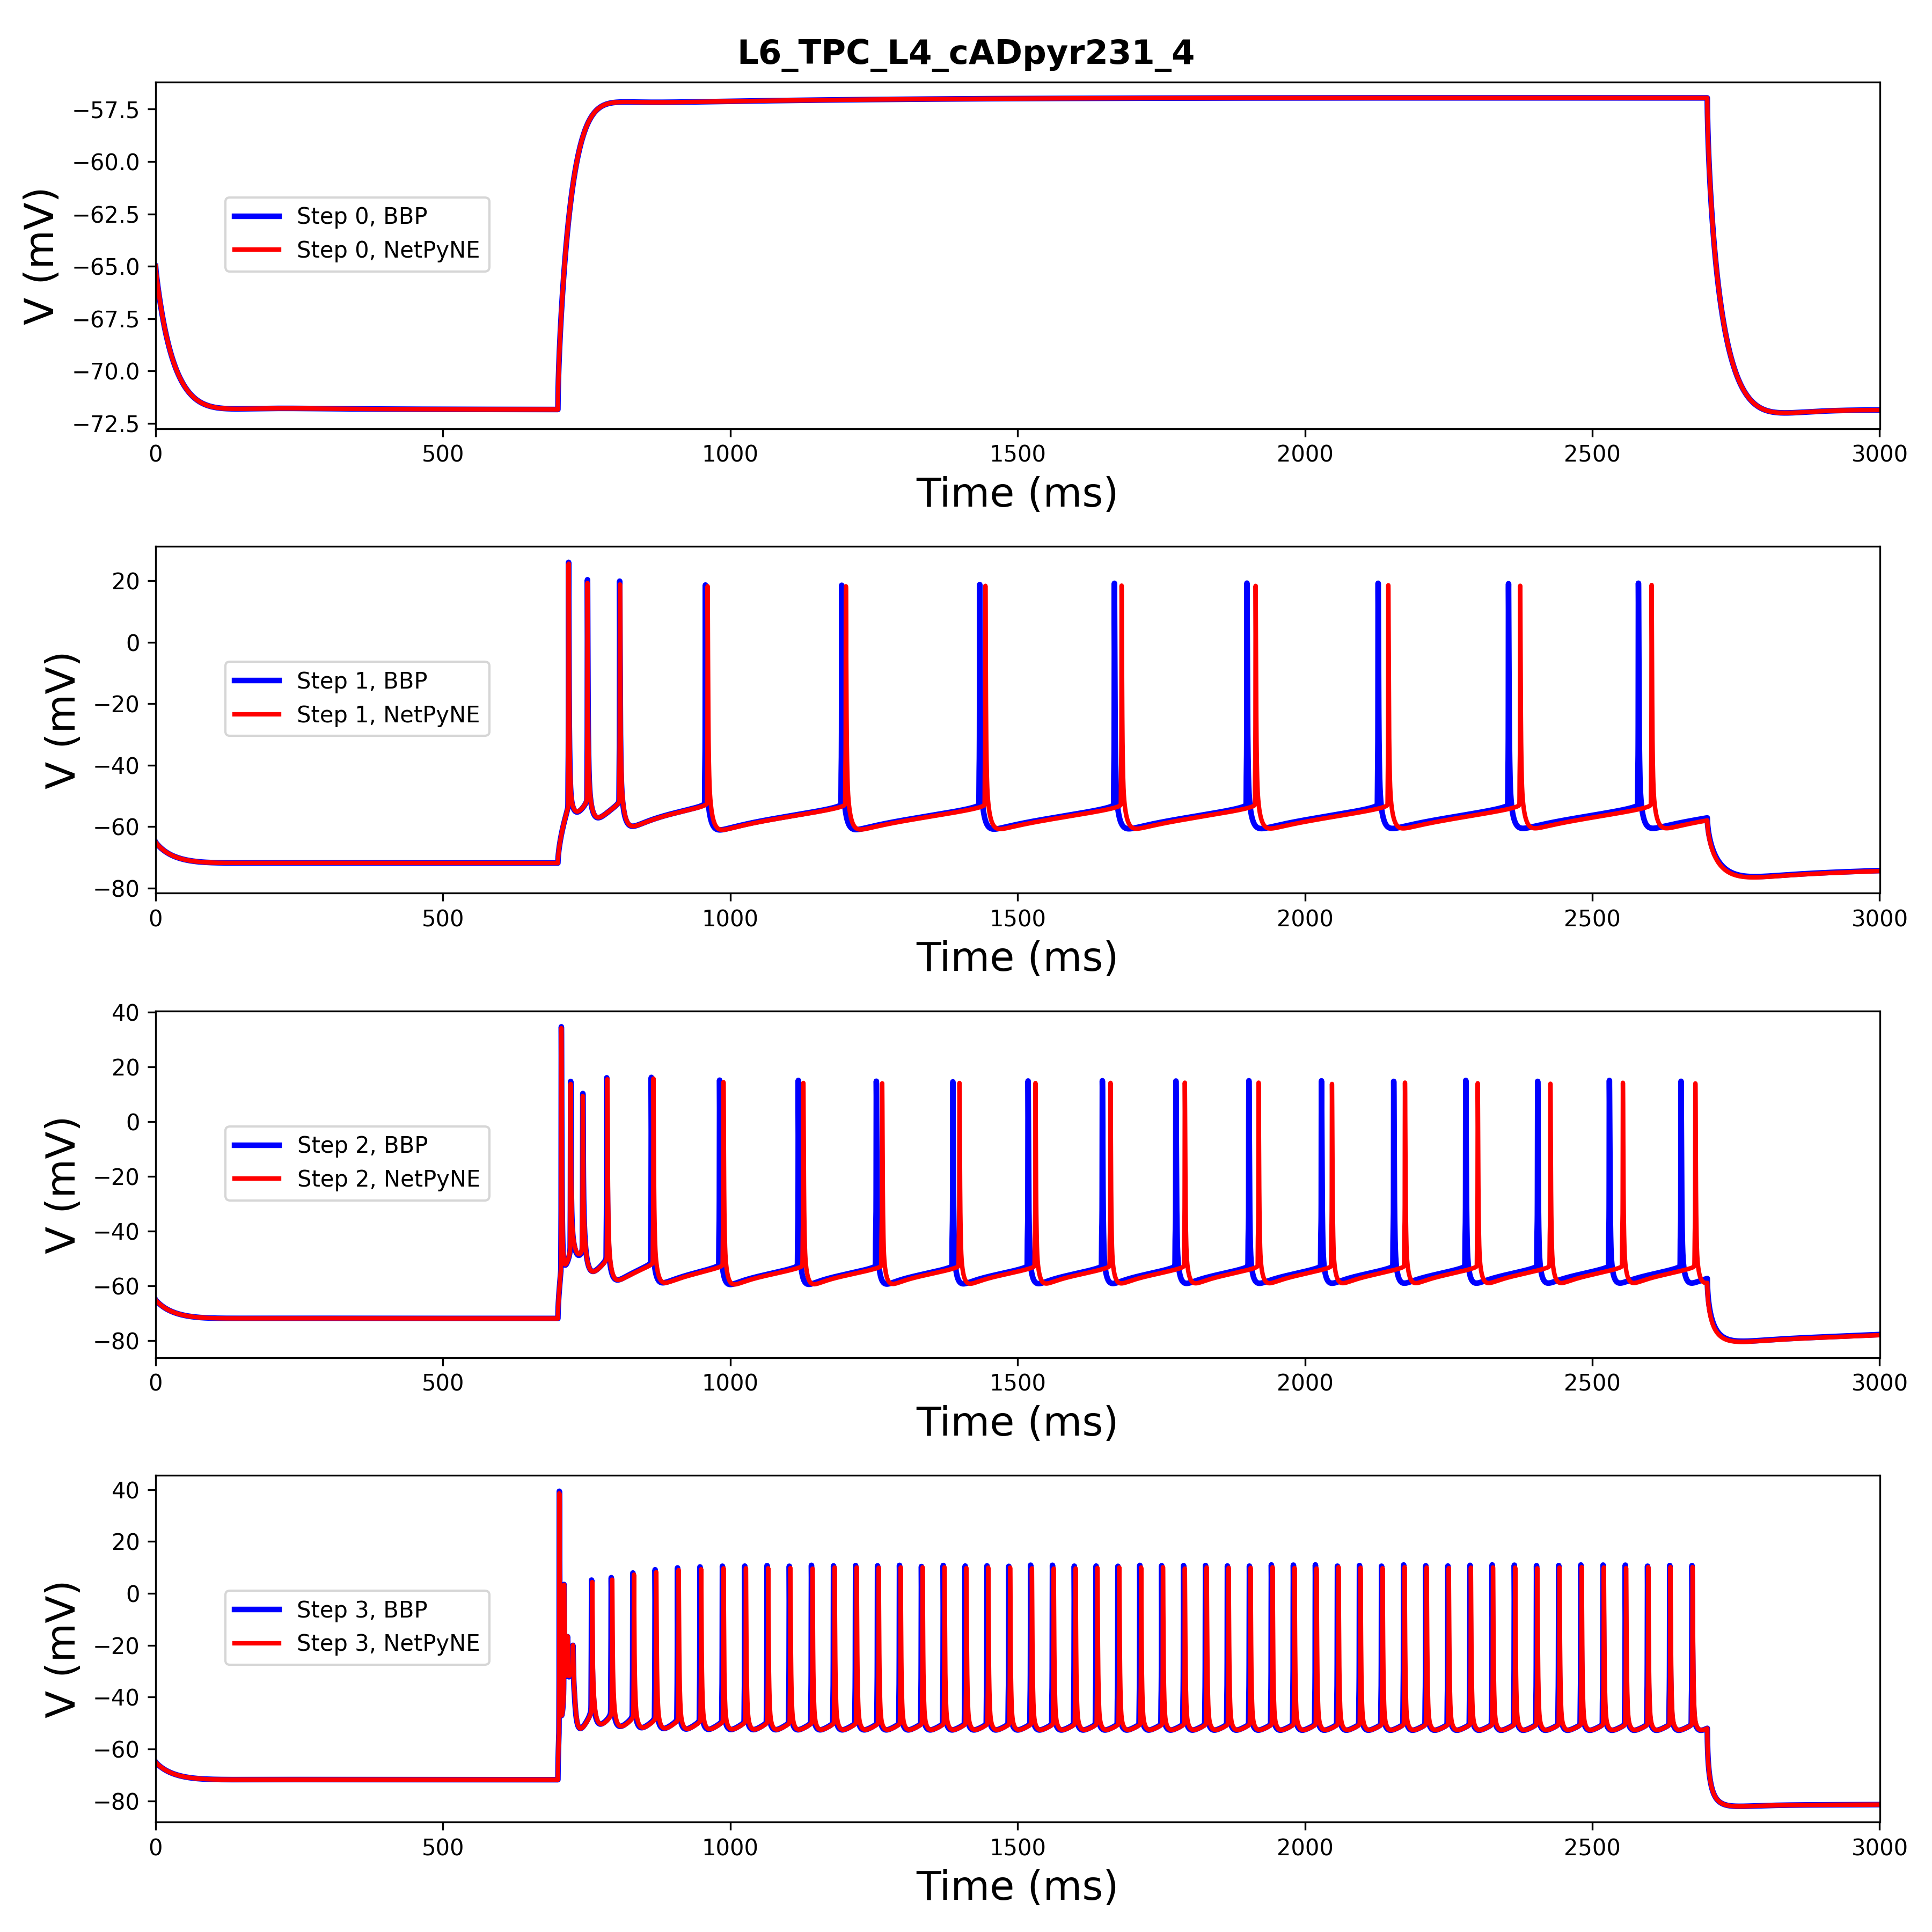 L6_TPC_L4_cADpyr231_4
−57.5
−60.0
−62.5
−65.0
−67.5
−70.0
−72.5
V (mV)
Step 0, BBP
Step 0, NetPyNE
0 500 1000 1500 2000 2500 3000
Time (ms)
20
0
−20
−40
−60
−80
V (mV)
Step 1, BBP
Step 1, NetPyNE
0 500 1000 1500 2000 2500 3000
Time (ms)
40
20
0
−20
−40
−60
−80
V (mV)
Step 2, BBP
Step 2, NetPyNE
0 500 1000 1500 2000 2500 3000
Time (ms)
40
20
0
−20
−40
−60
−80
V (mV)
Step 3, BBP
Step 3, NetPyNE
0 500 1000 1500 2000 2500 3000
Time (ms)